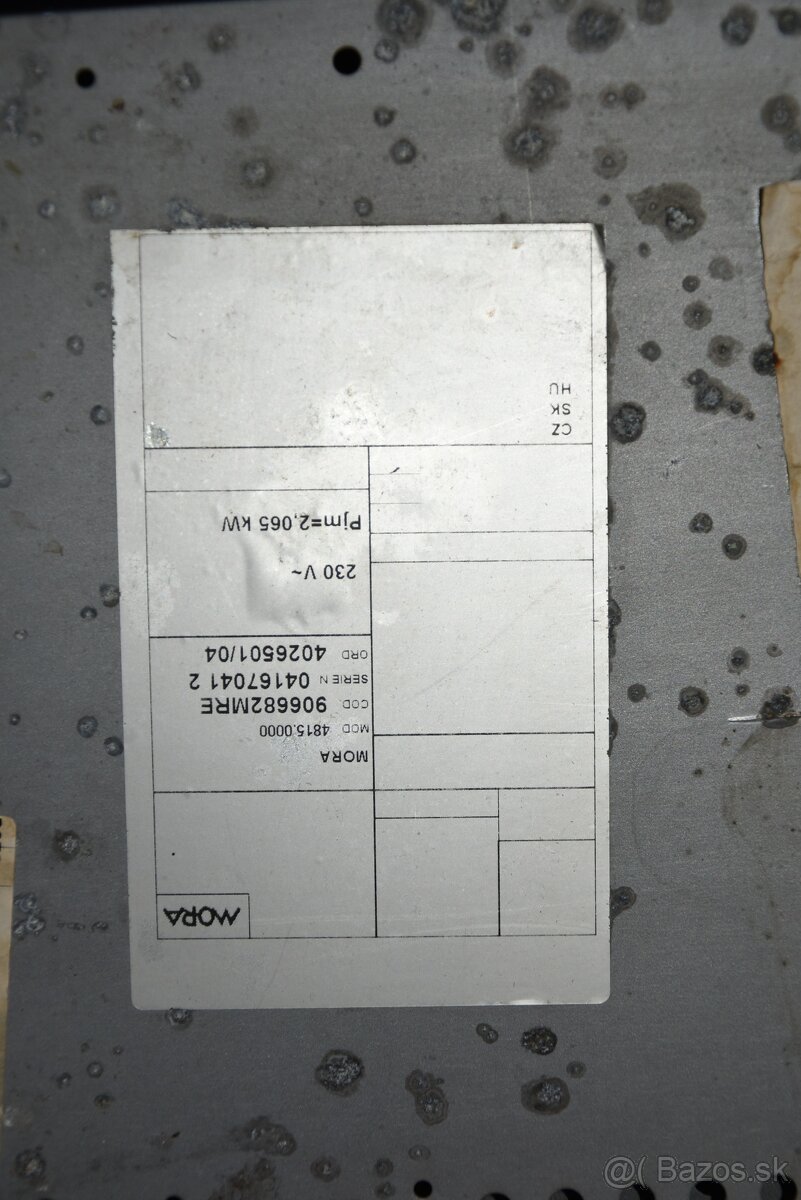 MORA
MORA
MOD 4815.0000
COD. 906682MRE
SERIE N 04167041 2
ORD 4026501/04
230 V~
Pjm=2,065 kW
CZ
SK
HU
@( Bazos.sk